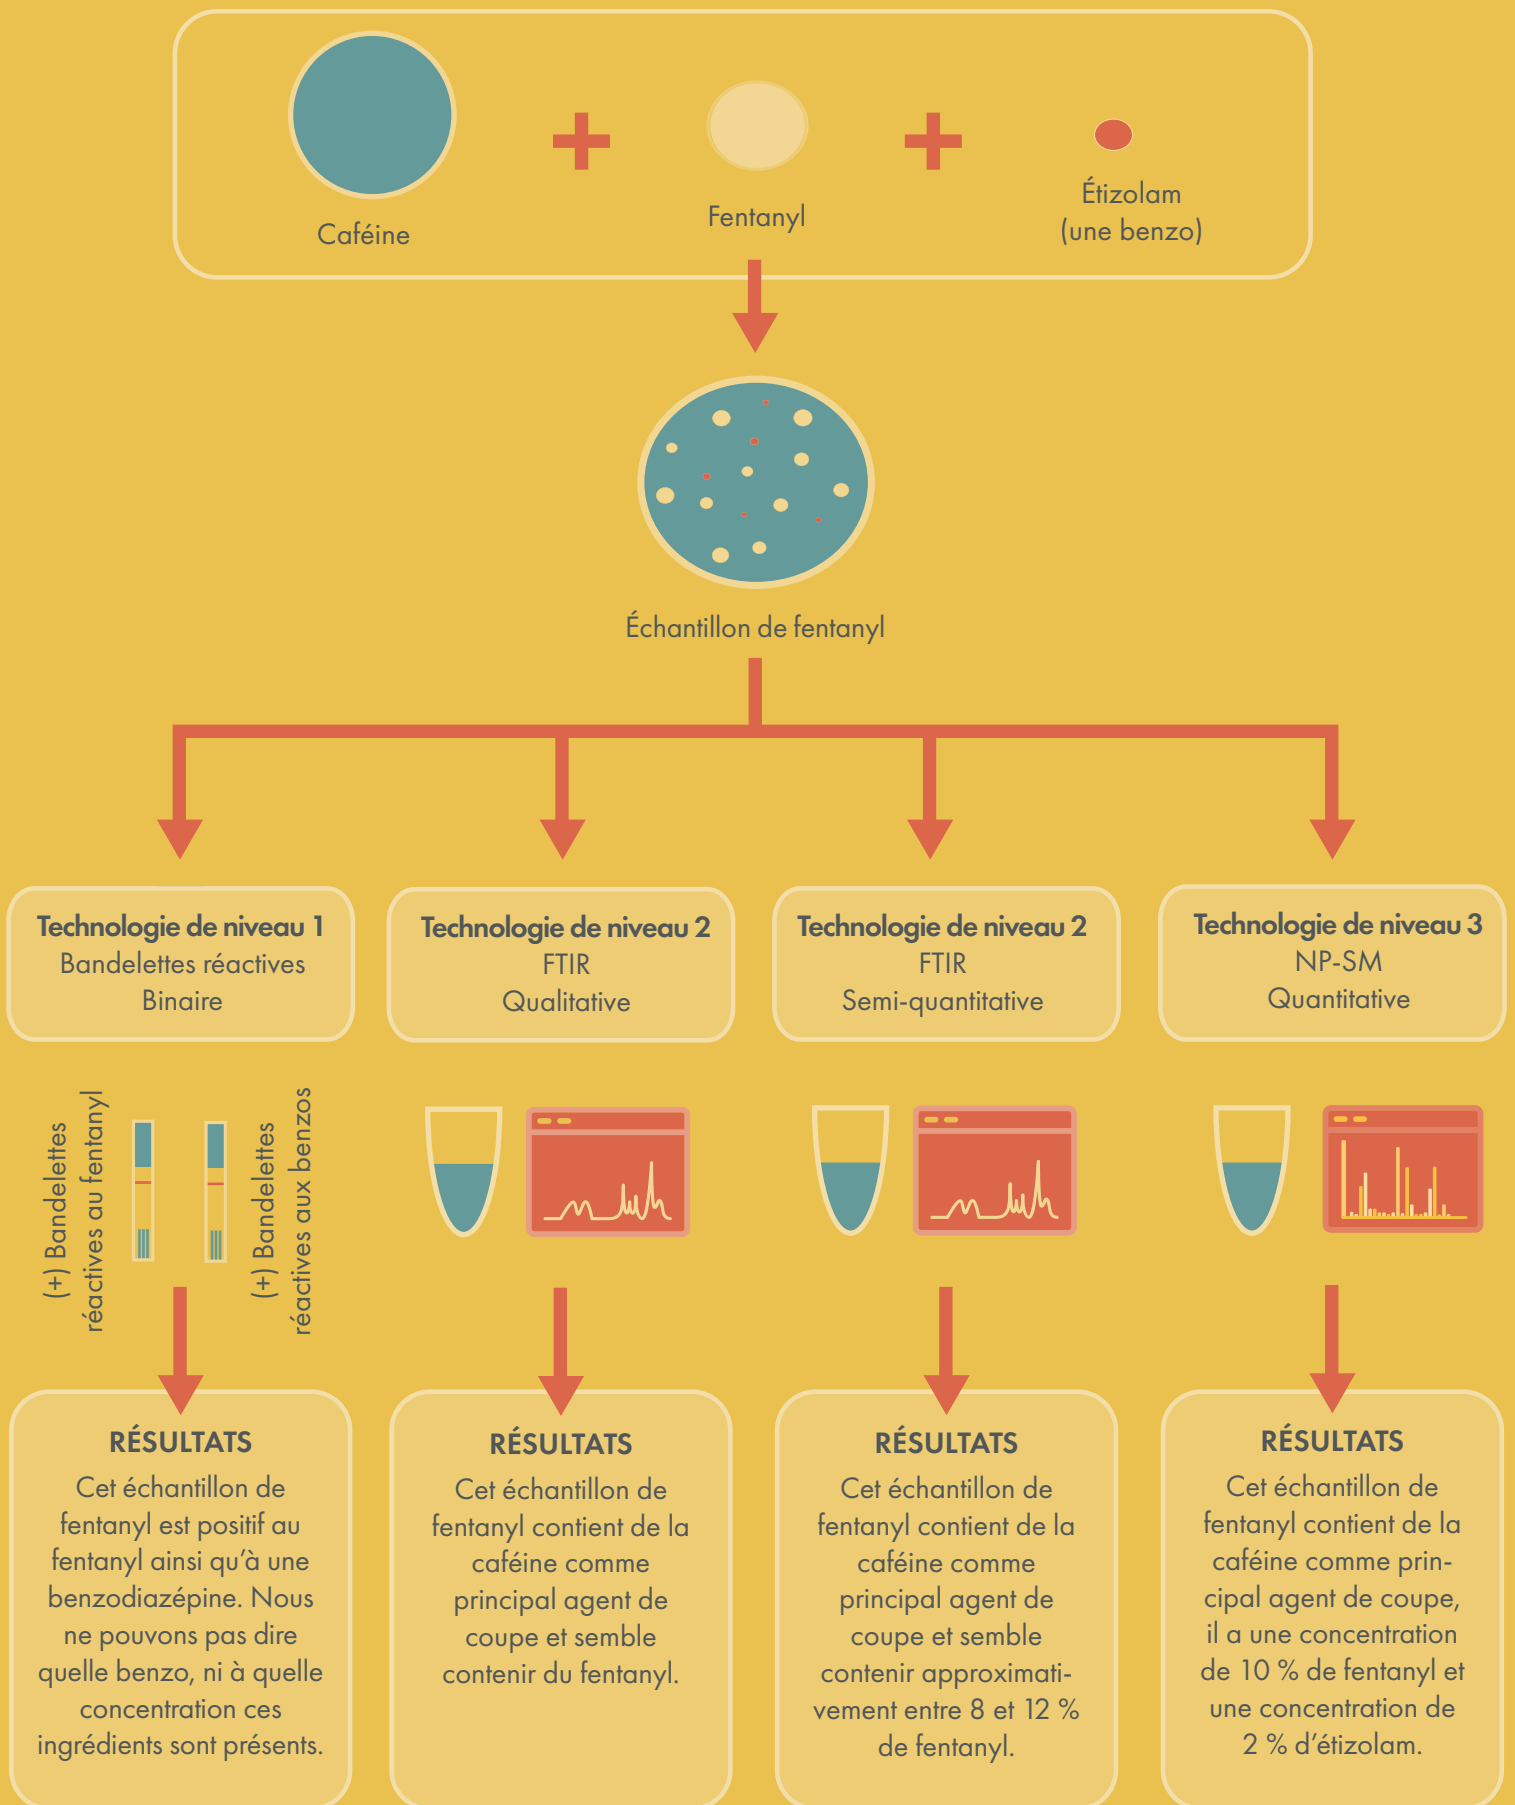 Caféine
Fentanyl
Étizolam
(une benzo)
Échantillon de fentanyl
Technologie de niveau 1
Bandelettes réactives
Binaire
Technologie de niveau 2
FTIR
Qualitative
Technologie de niveau 2
FTIR
Semi-quantitative
Technologie de niveau 3
NP-SM
Quantitative
(+) Bandelettes
réactives au fentanyl
(+) Bandelettes
réactives aux benzos
RÉSULTATS
Cet échantillon de
fentanyl est positif au
fentanyl ainsi qu’à une
benzodiazépine. Nous
ne pouvons pas dire
quelle benzo, ni à quelle
concentration ces
ingrédients sont présents.
RÉSULTATS
Cet échantillon de
fentanyl contient de la
caféine comme
principal agent de
coupe et semble
contenir du fentanyl.
RÉSULTATS
Cet échantillon de
fentanyl contient de la
caféine comme
principal agent de
coupe et semble
contenir approximati-
vement entre 8 et 12 %
de fentanyl.
RÉSULTATS
Cet échantillon de
fentanyl contient de la
caféine comme prin-
cipal agent de coupe,
il a une concentration
de 10 % de fentanyl et
une concentration de
2 % d’étizolam.